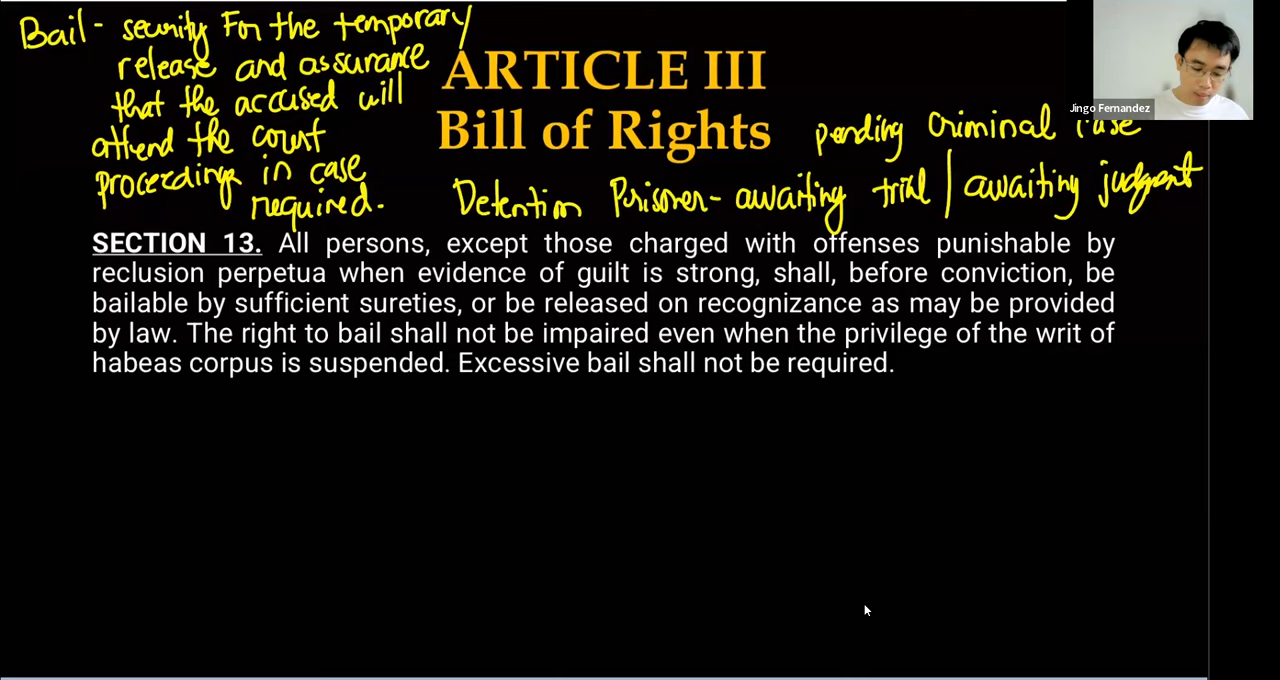 Bail - security For the temporary
release and assurance
that the accused will
attend the court
proceedings in case
required.
ARTICLE III
Bill of Rights
Jingo Fernandez
pending criminal case
Detention Prisoner - awaiting trial | awaiting judgment
SECTION 13. All persons, except those charged with offenses punishable by
reclusion perpetua when evidence of guilt is strong, shall, before conviction, be
bailable by sufficient sureties, or be released on recognizance as may be provided
by law. The right to bail shall not be impaired even when the privilege of the writ of
habeas corpus is suspended. Excessive bail shall not be required.